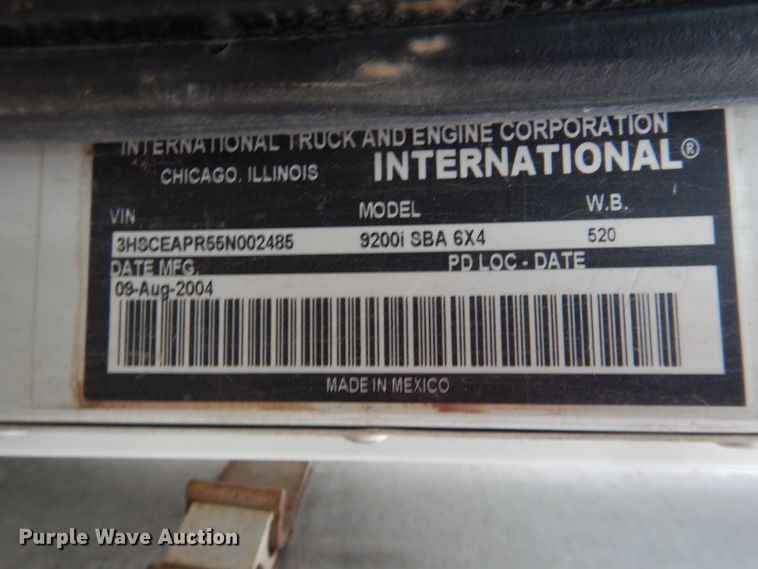 INTERNATIONAL TRUCK AND ENGINE CORPORATION
CHICAGO, ILLINOIS INTERNATIONAL®
VIN MODEL W.B.
3HSCEAPR55N002485 9200i SBA 6X4 520
DATE MFG. PD LOC - DATE
09-Aug-2004
MADE IN MEXICO
Purple Wave Auction